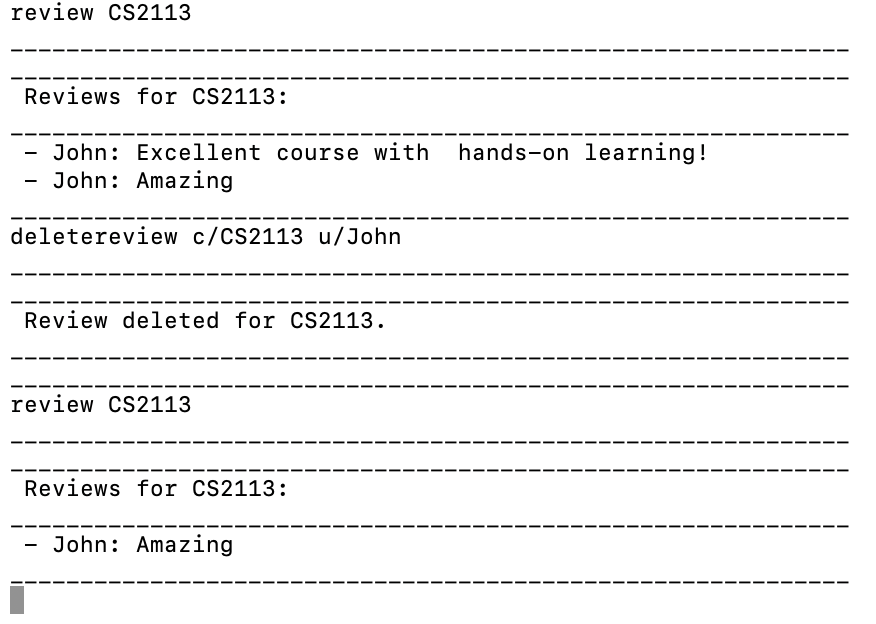 review CS2113
____________________________________________________________
____________________________________________________________
 Reviews for CS2113:
____________________________________________________________
 - John: Excellent course with  hands-on learning!
 - John: Amazing
____________________________________________________________
deletereview c/CS2113 u/John
____________________________________________________________
____________________________________________________________
 Review deleted for CS2113.
____________________________________________________________
____________________________________________________________
review CS2113
____________________________________________________________
____________________________________________________________
 Reviews for CS2113:
____________________________________________________________
 - John: Amazing
____________________________________________________________